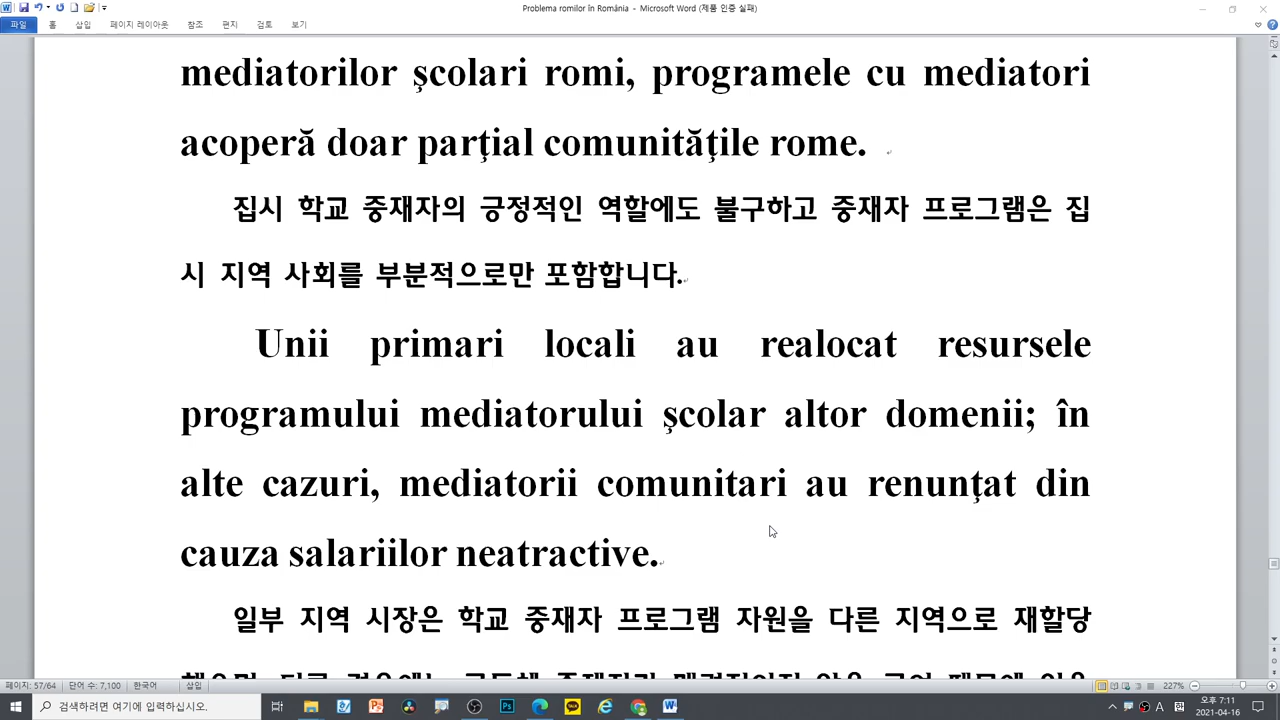 Problema romilor în România - Microsoft Word (제품 인증 실패)
파일 홈 삽입 페이지 레이아웃 참조 편지 검토 보기
mediatorilor şcolari romi, programele cu mediatori
acoperă doar parţial comunităţile rome.
집시 학교 중재자의 긍정적인 역할에도 불구하고 중재자 프로그램은 집
시 지역 사회를 부분적으로만 포함합니다.
Unii primari locali au realocat resursele
programului mediatorului şcolar altor domenii; în
alte cazuri, mediatorii comunitari au renunţat din
cauza salariilor neatractive.
일부 지역 시장은 학교 중재자 프로그램 자원을 다른 지역으로 재할당
페이지: 57/64 단어 수: 7,100 한국어 삽입 227%
검색하려면 여기에 입력하십시오.
A 한 오후 7:11
2021-04-16